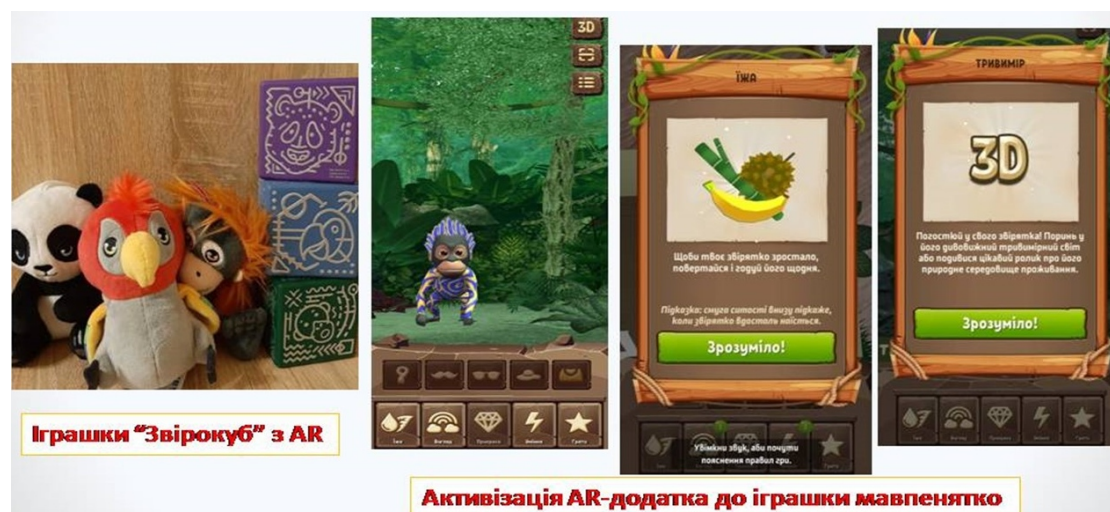 Іграшки “Звірокуб” з AR
3D
Їжа
Вигляд
Прикраси
Вміння
Грати
ЇЖА
Щоби твоє звірятко зростало,
повертайся і годуй його щодня.
Підказка: смуга ситості внизу підкаже,
коли звірятко вдосталь наїсться.
Зрозуміло!
Увімкни звук, аби почути
пояснення правил гри.
ТРИВИМІР
3D
Погостюй у свого звірятка! Поринь у
його дивовижний тривимірний світ
або подивися цікавий ролик про його
природне середовище проживання.
Зрозуміло!
Активізація AR-додатка до іграшки мавпенятко